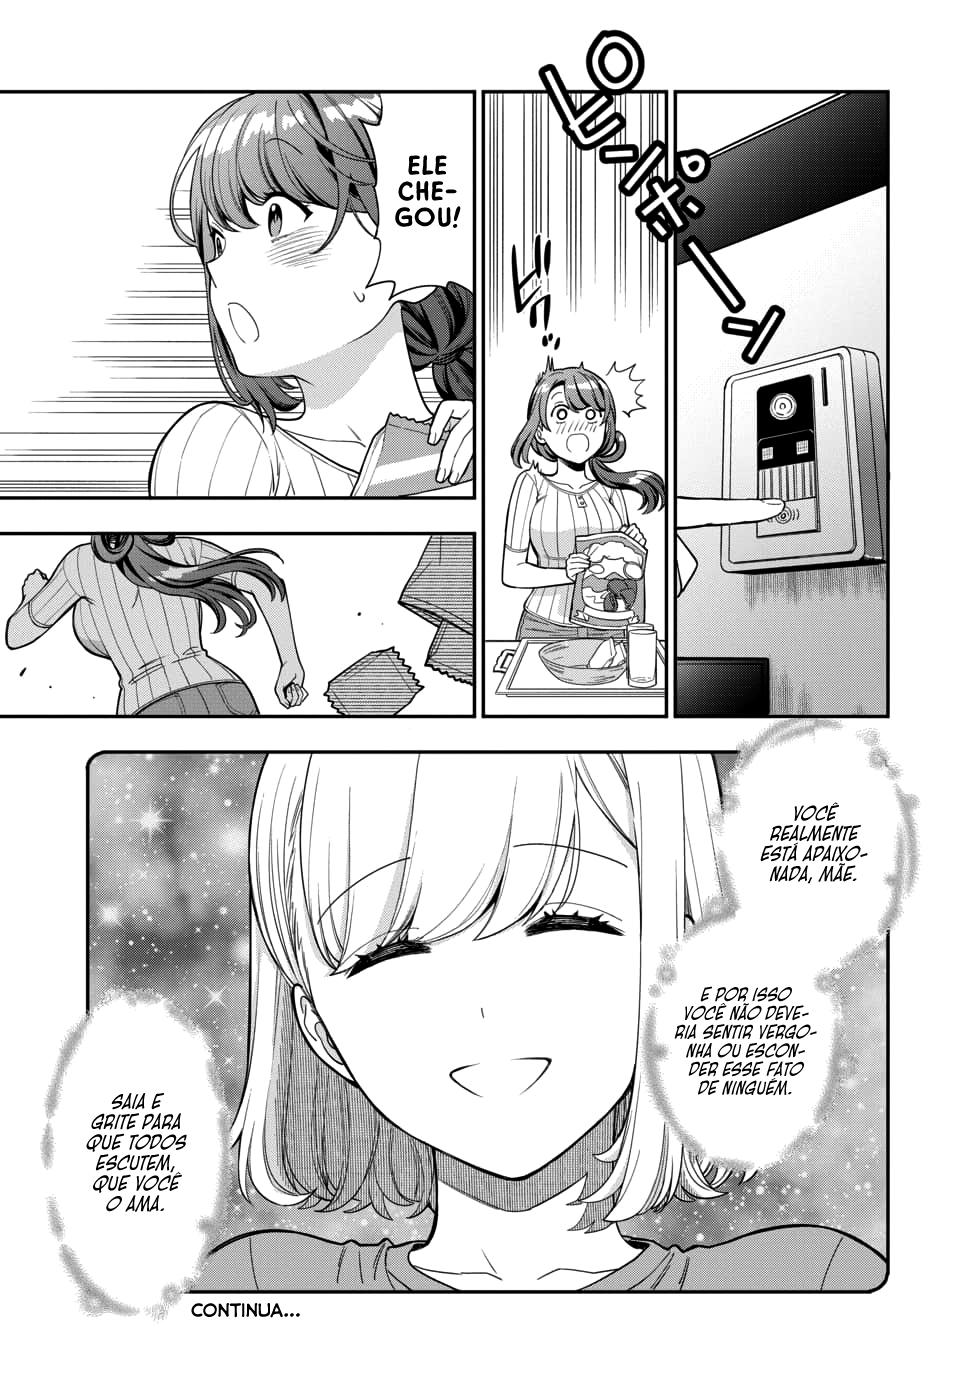 ピンポーン
ドキッ
ELE
CHE-
GOU!
VOCÊ
REALMENTE
ESTÁ APAIXO-
NADA, MÃE.
E POR ISSO
VOCÊ NÃO DEVE-
RIA SENTIR VERGO-
NHA OU ESCON-
DER ESSE FATO
DE NINGUÉM.
SAIA E
GRITE PARA
QUE TODOS
ESCUTEM,
QUE VOCÊ
O AMA.
CONTINUA...